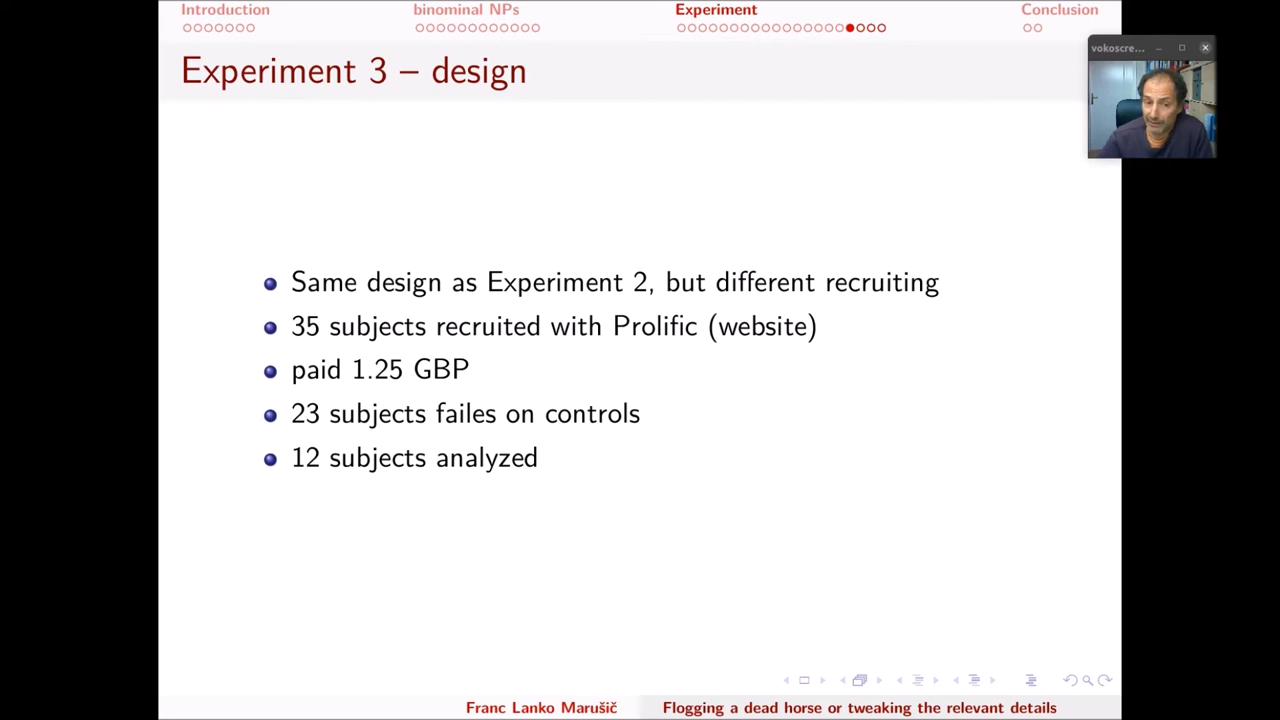 Introduction binominal NPs Experiment Conclusion
vokoscre...
Experiment 3 – design
Same design as Experiment 2, but different recruiting
35 subjects recruited with Prolific (website)
paid 1.25 GBP
23 subjects failes on controls
12 subjects analyzed
Franc Lanko Marušič Flogging a dead horse or tweaking the relevant details